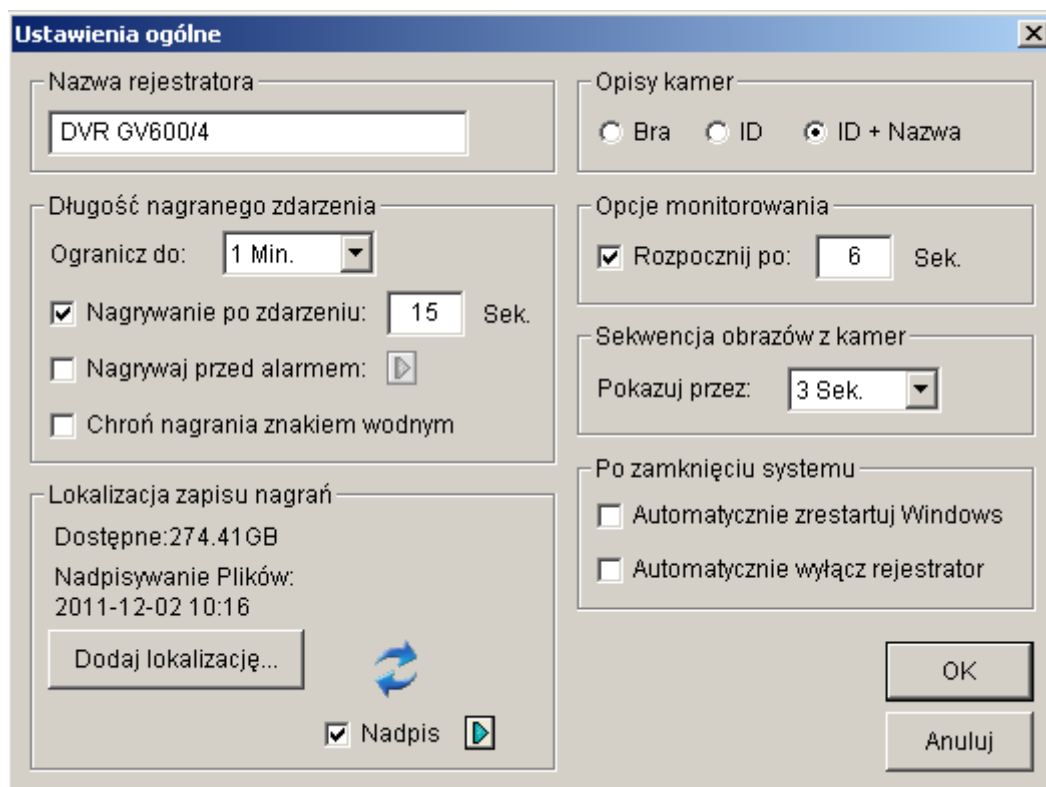 Ustawienia ogólne
Nazwa rejestratora
DVR GV600/4
Długość nagranego zdarzenia
Ogranicz do: 1 Min.
Nagrywanie po zdarzeniu: 15 Sek.
Nagrywaj przed alarmem:
Chroń nagrania znakiem wodnym
Lokalizacja zapisu nagrań
Dostępne:274.41GB
Nadpisywanie Plików:
2011-12-02 10:16
Dodaj lokalizację...
Nadpis
Opisy kamer
Bra ID ID + Nazwa
Opcje monitorowania
Rozpocznij po: 6 Sek.
Sekwencja obrazów z kamer
Pokazuj przez: 3 Sek.
Po zamknięciu systemu
Automatycznie zrestartuj Windows
Automatycznie wyłącz rejestrator
OK
Anuluj